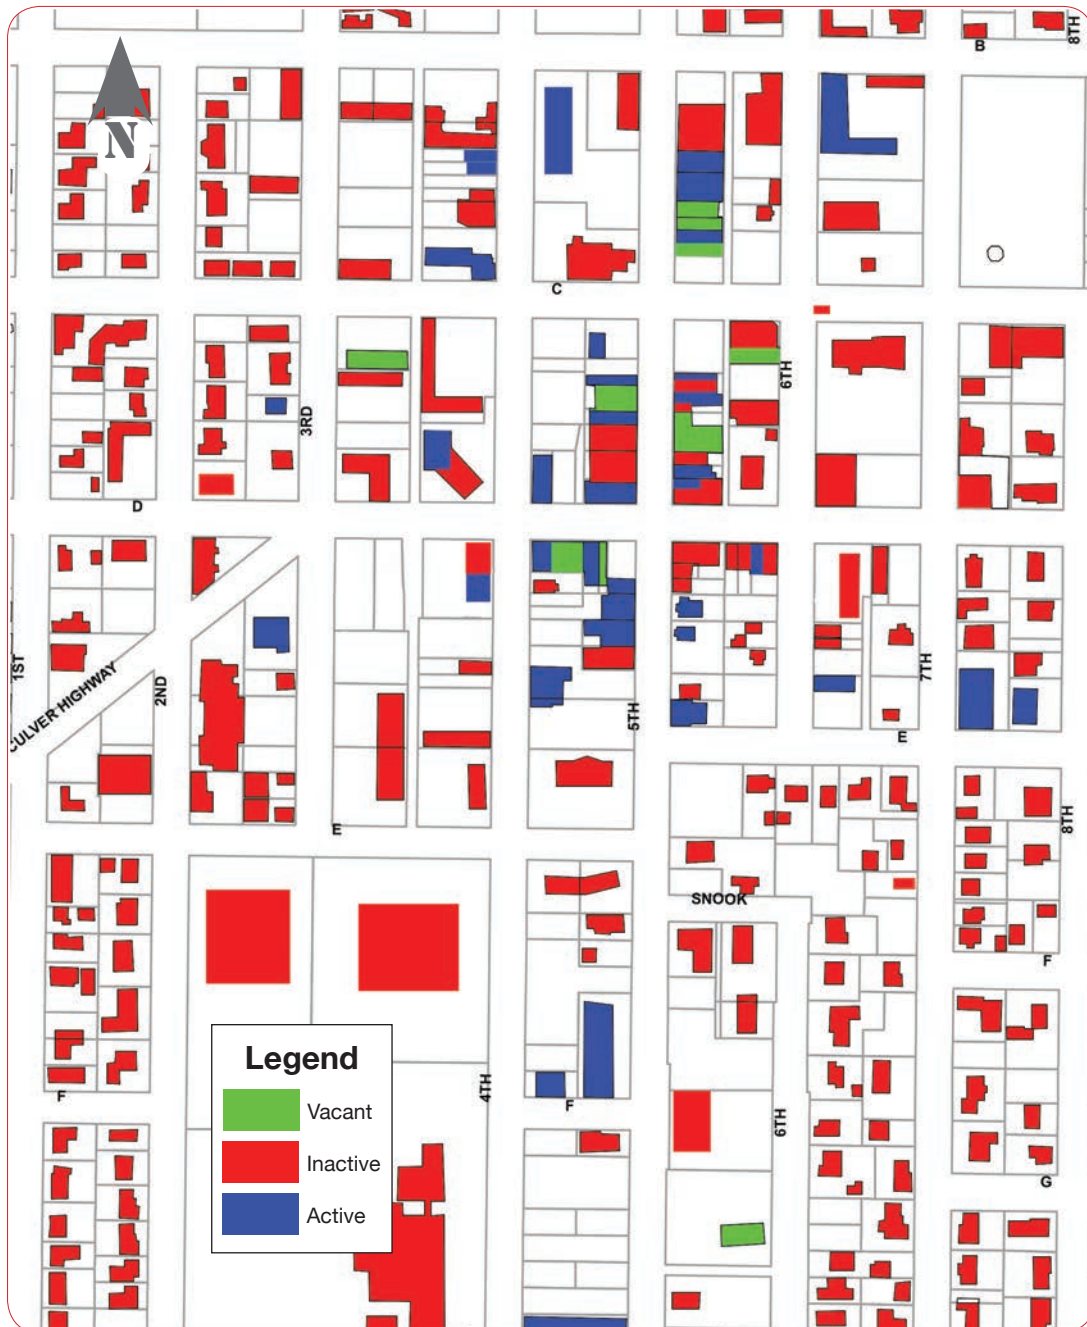 8TH
B
N
C
6TH
3RD
D
1ST
CULVER HIGHWAY
2ND
5TH
7TH
E
E
8TH
SNOOK
F
4TH
F
F
6TH
G
Legend
Vacant
Inactive
Active